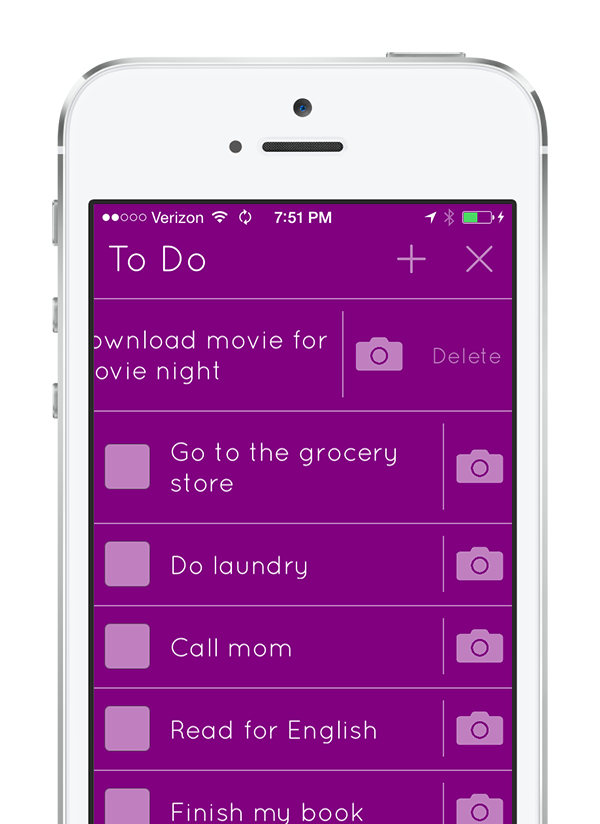 Verizon 7:51 PM
To Do
ownload movie for
ovie night
Delete
Go to the grocery
store
Do laundry
Call mom
Read for English
Finish my book